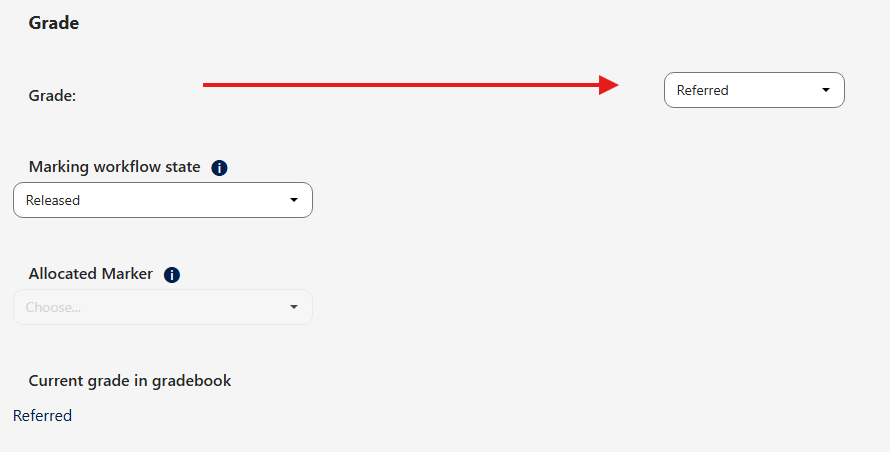 Grade
Grade:
Referred
Marking workflow state
Released
Allocated Marker
Choose...
Current grade in gradebook
Referred